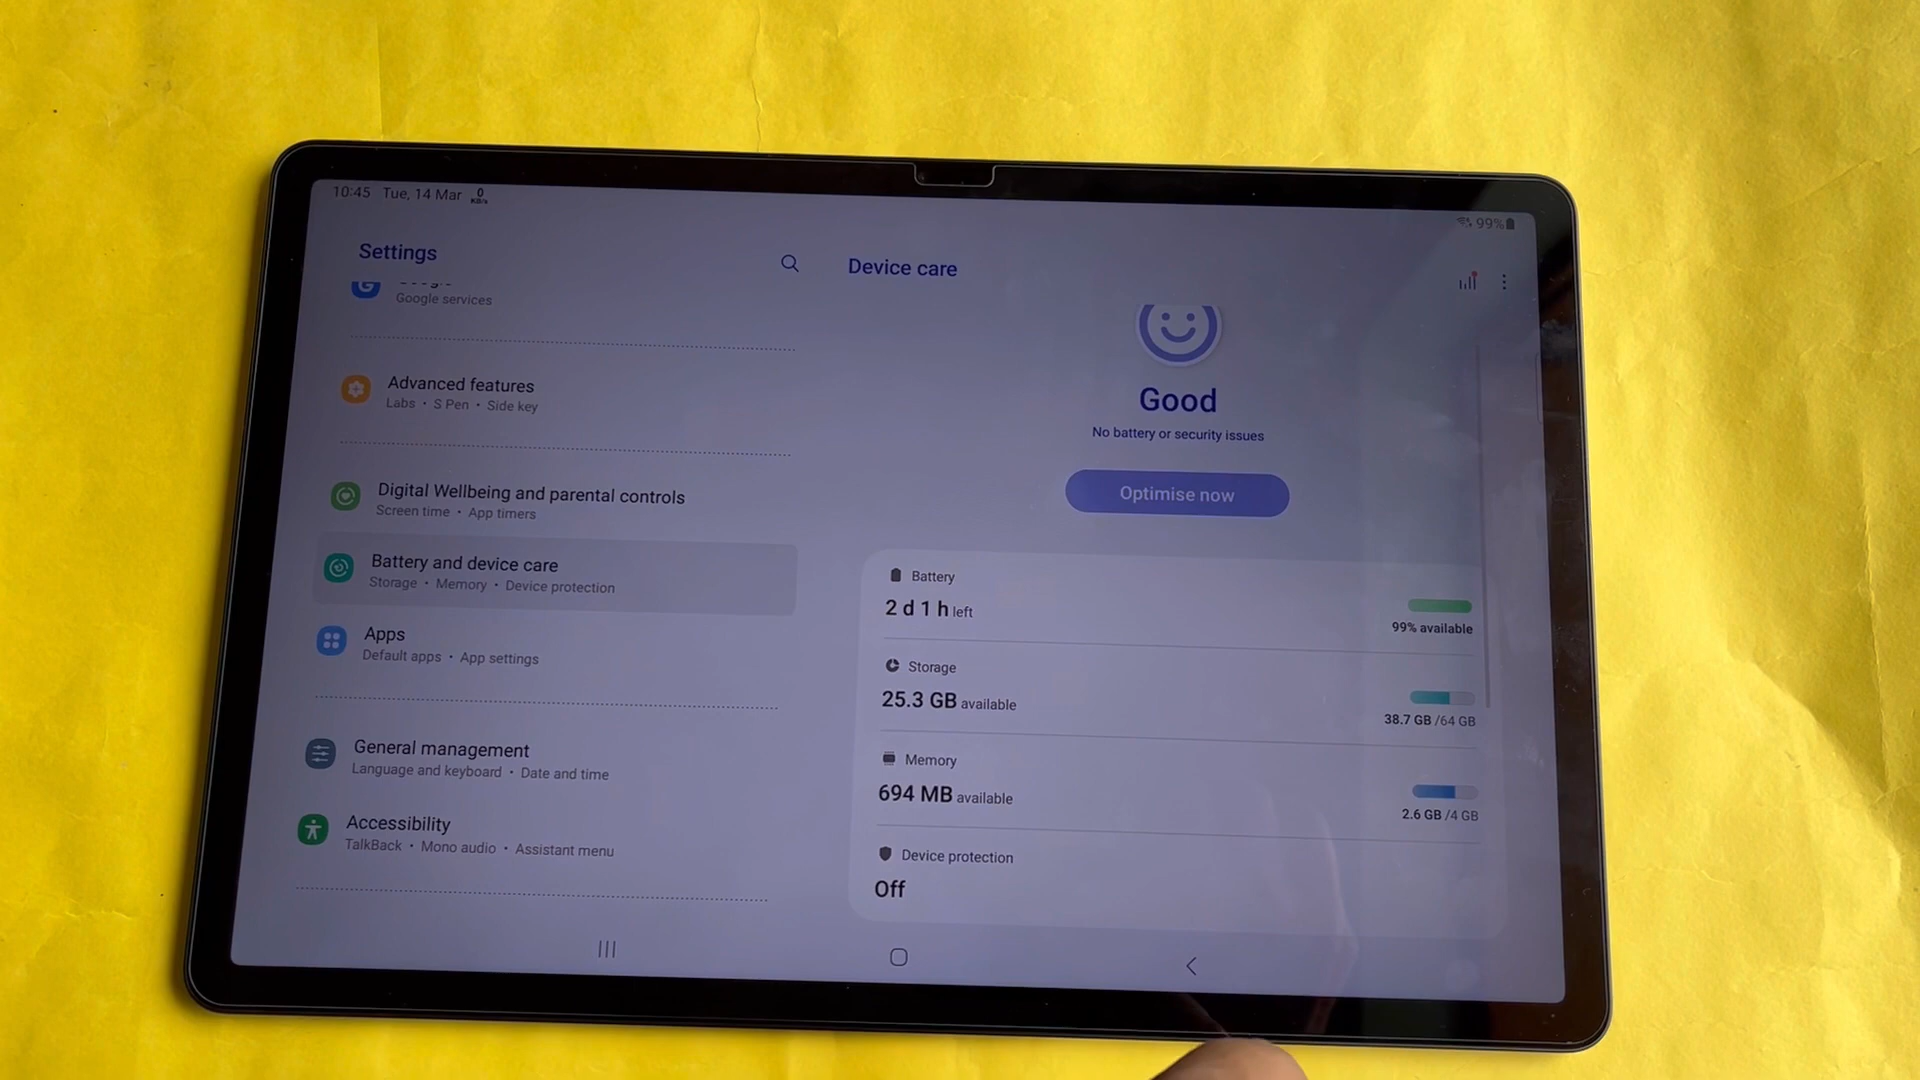 10:45 Tue, 14 Mar 0 KB/s
99%
Settings
Google services
Advanced features
Labs • S Pen • Side key
Digital Wellbeing and parental controls
Screen time • App timers
Battery and device care
Storage • Memory • Device protection
Apps
Default apps • App settings
General management
Language and keyboard • Date and time
Accessibility
TalkBack • Mono audio • Assistant menu
Device care
Good
No battery or security issues
Optimise now
Battery
2 d 1 h left
99% available
Storage
25.3 GB available
38.7 GB /64 GB
Memory
694 MB available
2.6 GB /4 GB
Device protection
Off